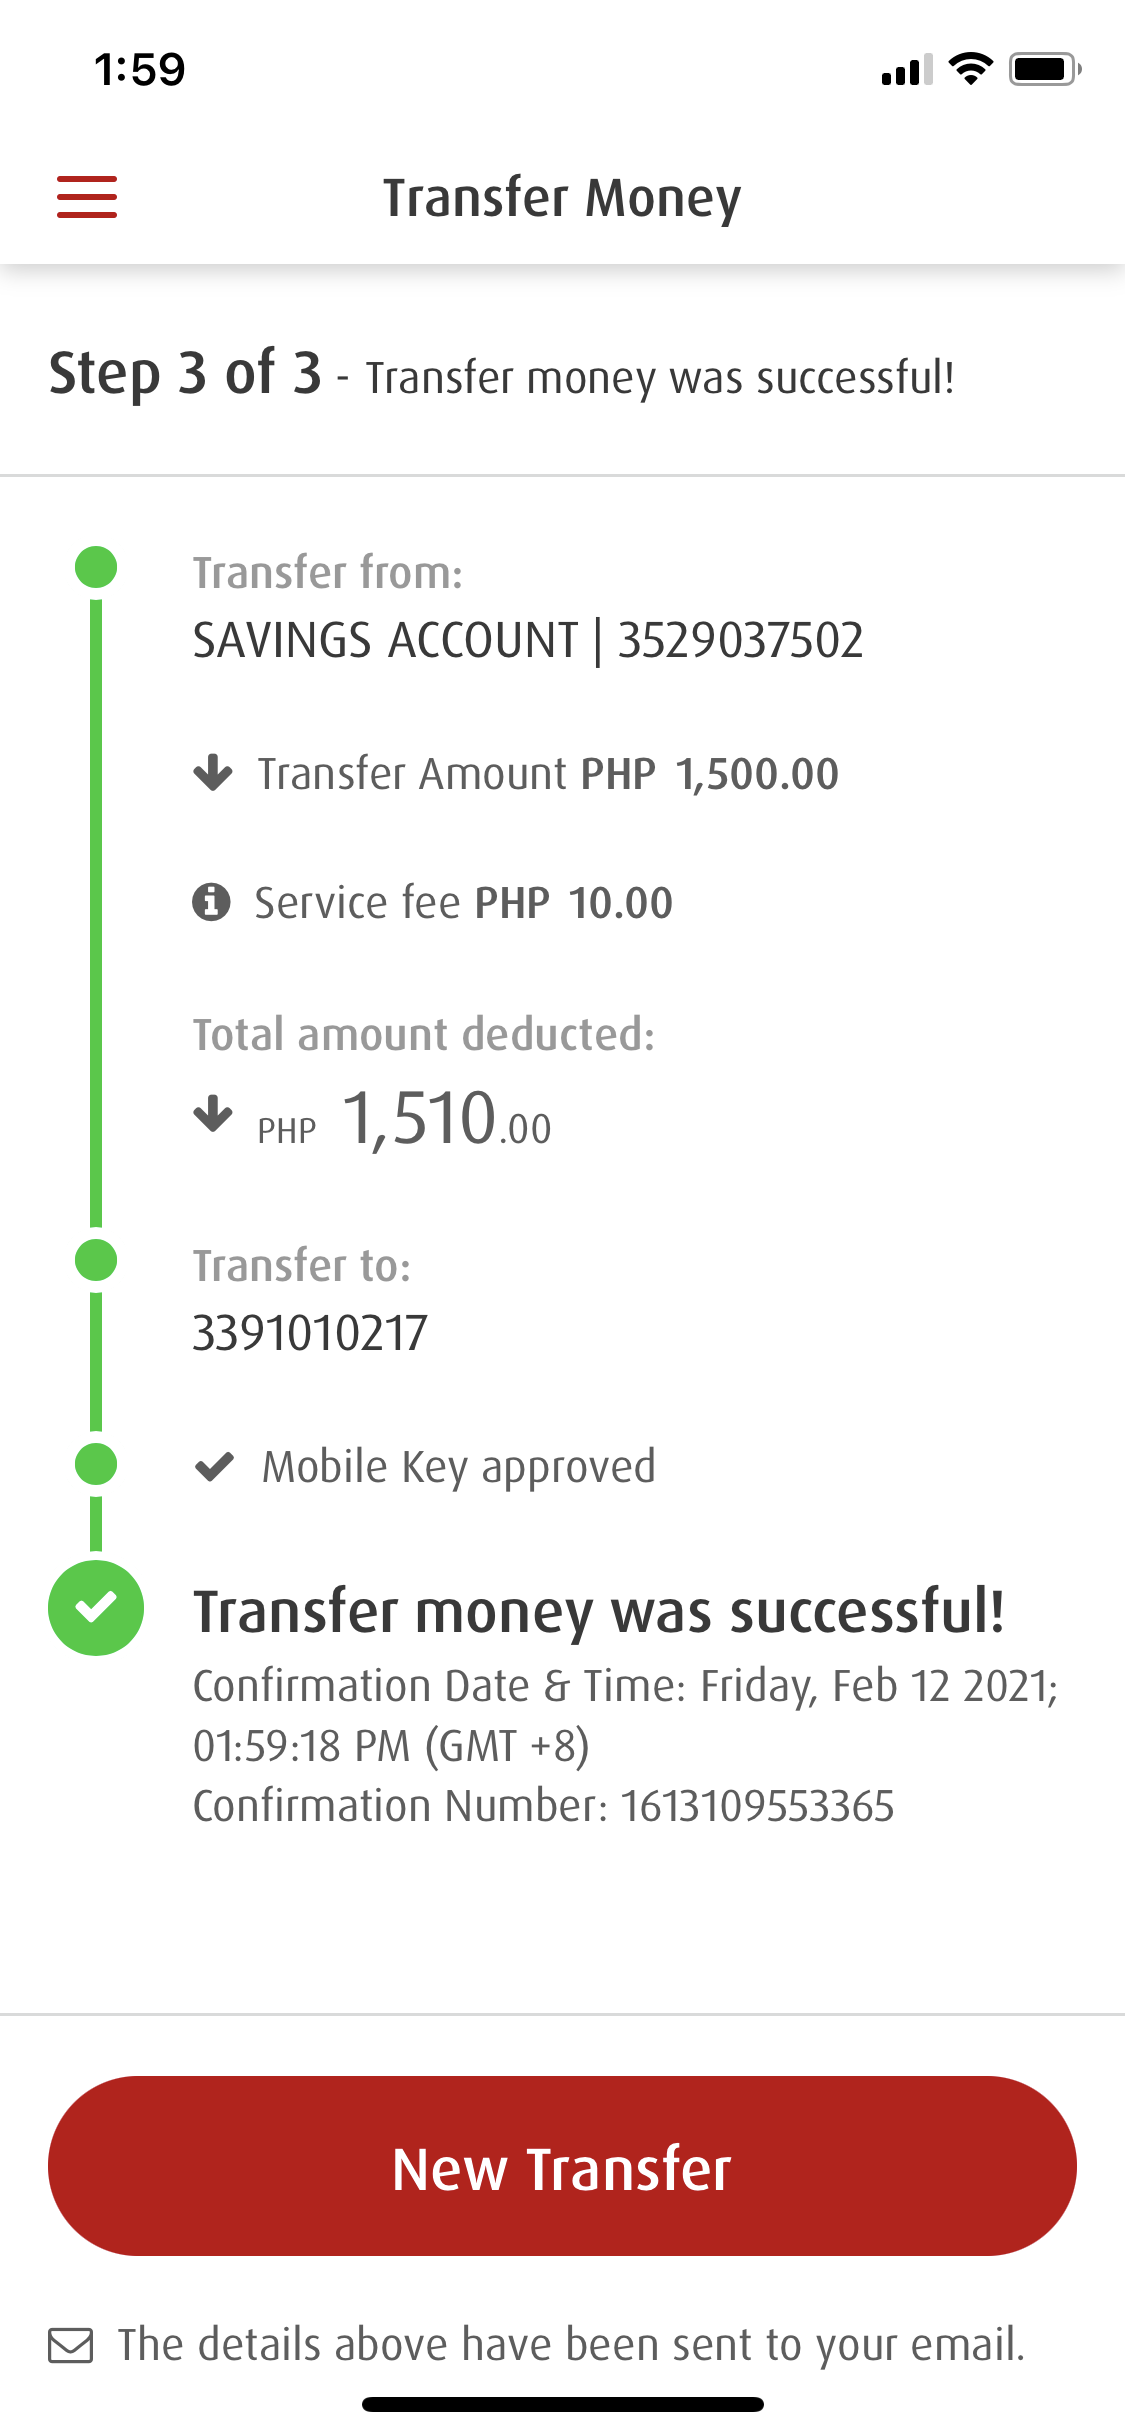 1:59
Transfer Money
Step 3 of 3 - Transfer money was successful!
Transfer from:
SAVINGS ACCOUNT | 3529037502
Transfer Amount PHP 1,500.00
Service fee PHP 10.00
Total amount deducted:
PHP 1,510.00
Transfer to:
3391010217
Mobile Key approved
Transfer money was successful!
Confirmation Date & Time: Friday, Feb 12 2021;
01:59:18 PM (GMT +8)
Confirmation Number: 1613109553365
New Transfer
The details above have been sent to your email.